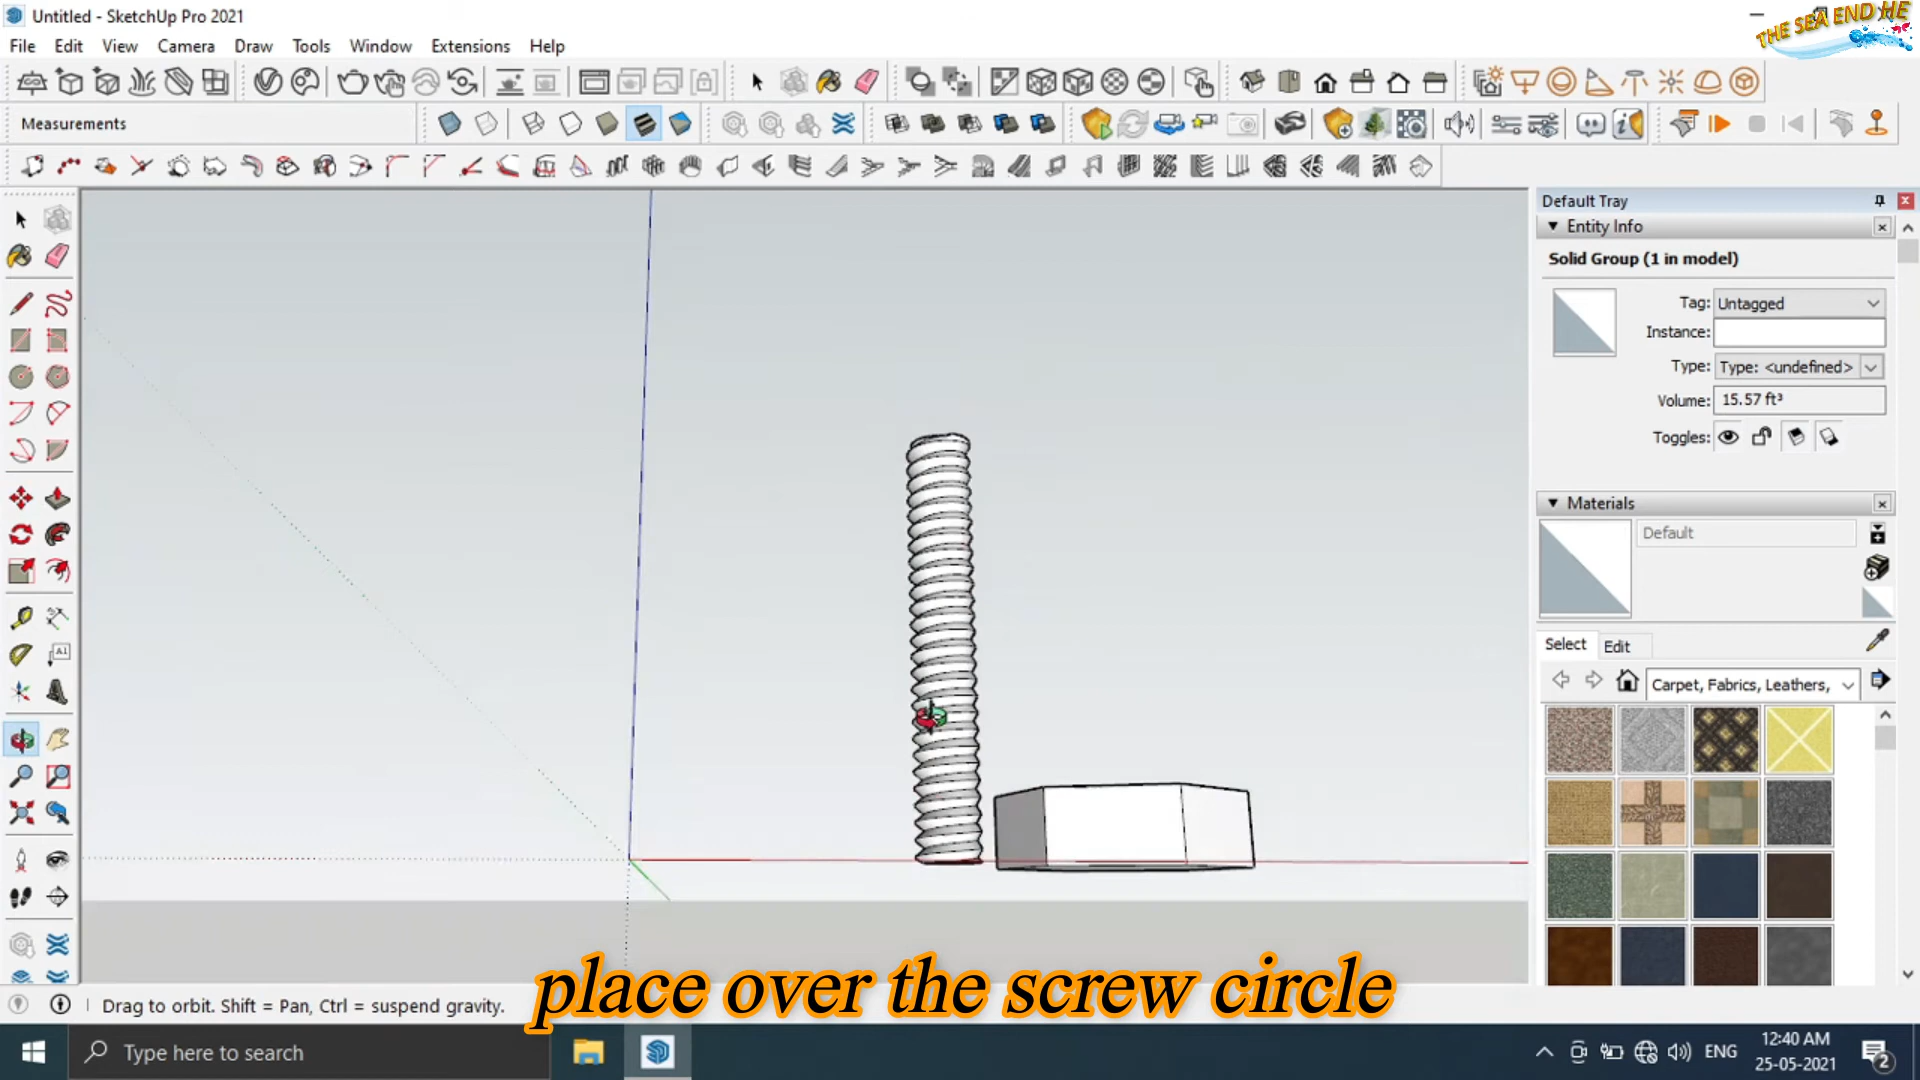 Untitled - SketchUp Pro 2021
THE SEA END HE
File Edit View Camera Draw Tools Window Extensions Help
Measurements
Default Tray
Entity Info
Solid Group (1 in model)
Tag: Untagged
Instance:
Type: Type: <undefined>
Volume: 15.57 ft³
Toggles:
Materials
Default
Select Edit
Carpet, Fabrics, Leathers,
A1
place over the screw circle
Drag to orbit. Shift = Pan, Ctrl = suspend gravity.
Type here to search
ENG
12:40 AM
25-05-2021
2